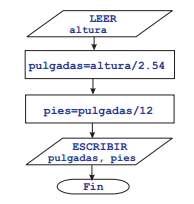 LEER
altura
pulgadas=altura/2.54
pies=pulgadas/12
ESCRIBIR
pulgadas, pies
Fin